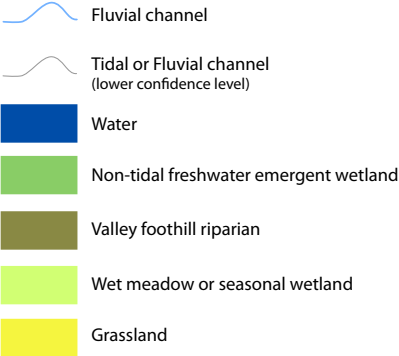 Fluvial channel
Tidal or Fluvial channel
(lower confidence level)
Water
Non-tidal freshwater emergent wetland
Valley foothill riparian
Wet meadow or seasonal wetland
Grassland